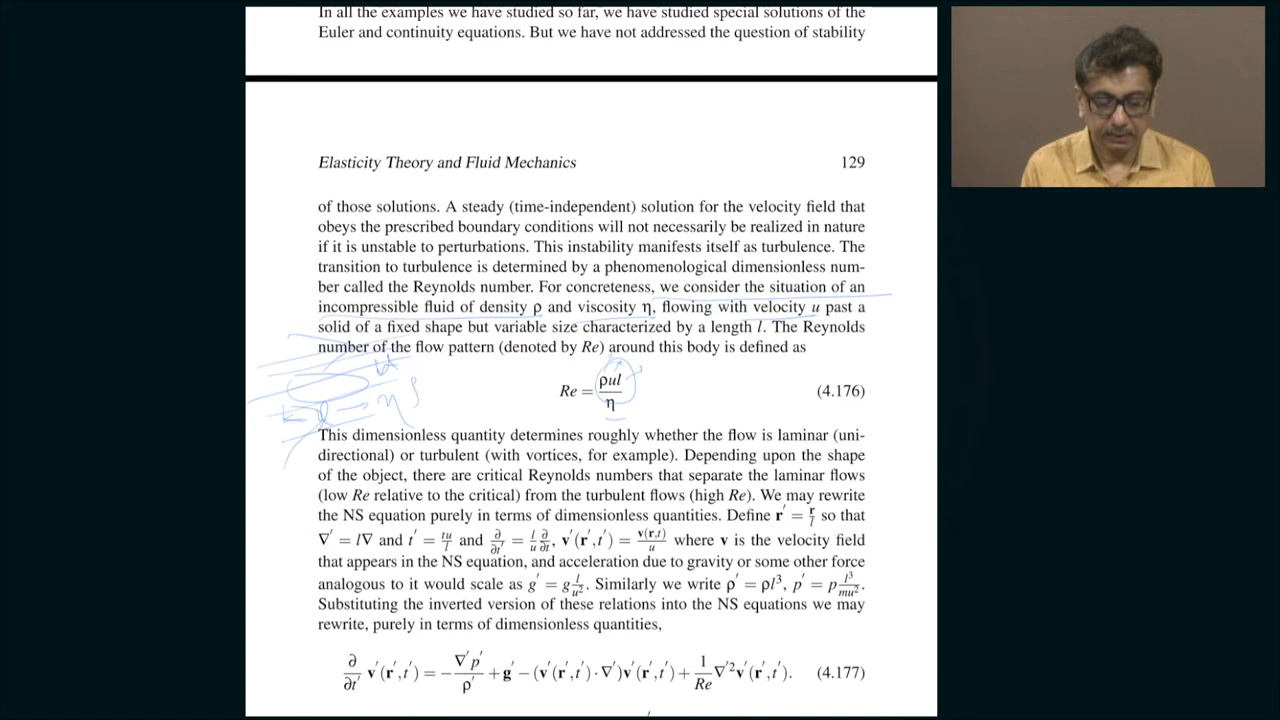 In all the examples we have studied so far, we have studied special solutions of the
Euler and continuity equations. But we have not addressed the question of stability
Elasticity Theory and Fluid Mechanics 129
of those solutions. A steady (time-independent) solution for the velocity field that
obeys the prescribed boundary conditions will not necessarily be realized in nature
if it is unstable to perturbations. This instability manifests itself as turbulence. The
transition to turbulence is determined by a phenomenological dimensionless num-
ber called the Reynolds number. For concreteness, we consider the situation of an
incompressible fluid of density ρ and viscosity η, flowing with velocity u past a
solid of a fixed shape but variable size characterized by a length l. The Reynolds
number of the flow pattern (denoted by Re) around this body is defined as
Re = ρul/η (4.176)
η
This dimensionless quantity determines roughly whether the flow is laminar (uni-
directional) or turbulent (with vortices, for example). Depending upon the shape
of the object, there are critical Reynolds numbers that separate the laminar flows
(low Re relative to the critical) from the turbulent flows (high Re). We may rewrite
the NS equation purely in terms of dimensionless quantities. Define r′ = r/l so that
∇′ = l∇ and t′ = tu/l and ∂/∂t′ = l/u ∂/∂t, v′(r′,t′) = v(r,t)/u where v is the velocity field
that appears in the NS equation, and acceleration due to gravity or some other force
analogous to it would scale as g′ = g l/u². Similarly we write ρ′ = ρl³, p′ = p l³/mu².
Substituting the inverted version of these relations into the NS equations we may
rewrite, purely in terms of dimensionless quantities,
∂/∂t′ v′(r′,t′) = −∇′p′/ρ′ + g′ − (v′(r′,t′)·∇′)v′(r′,t′) + 1/Re ∇′²v′(r′,t′). (4.177)